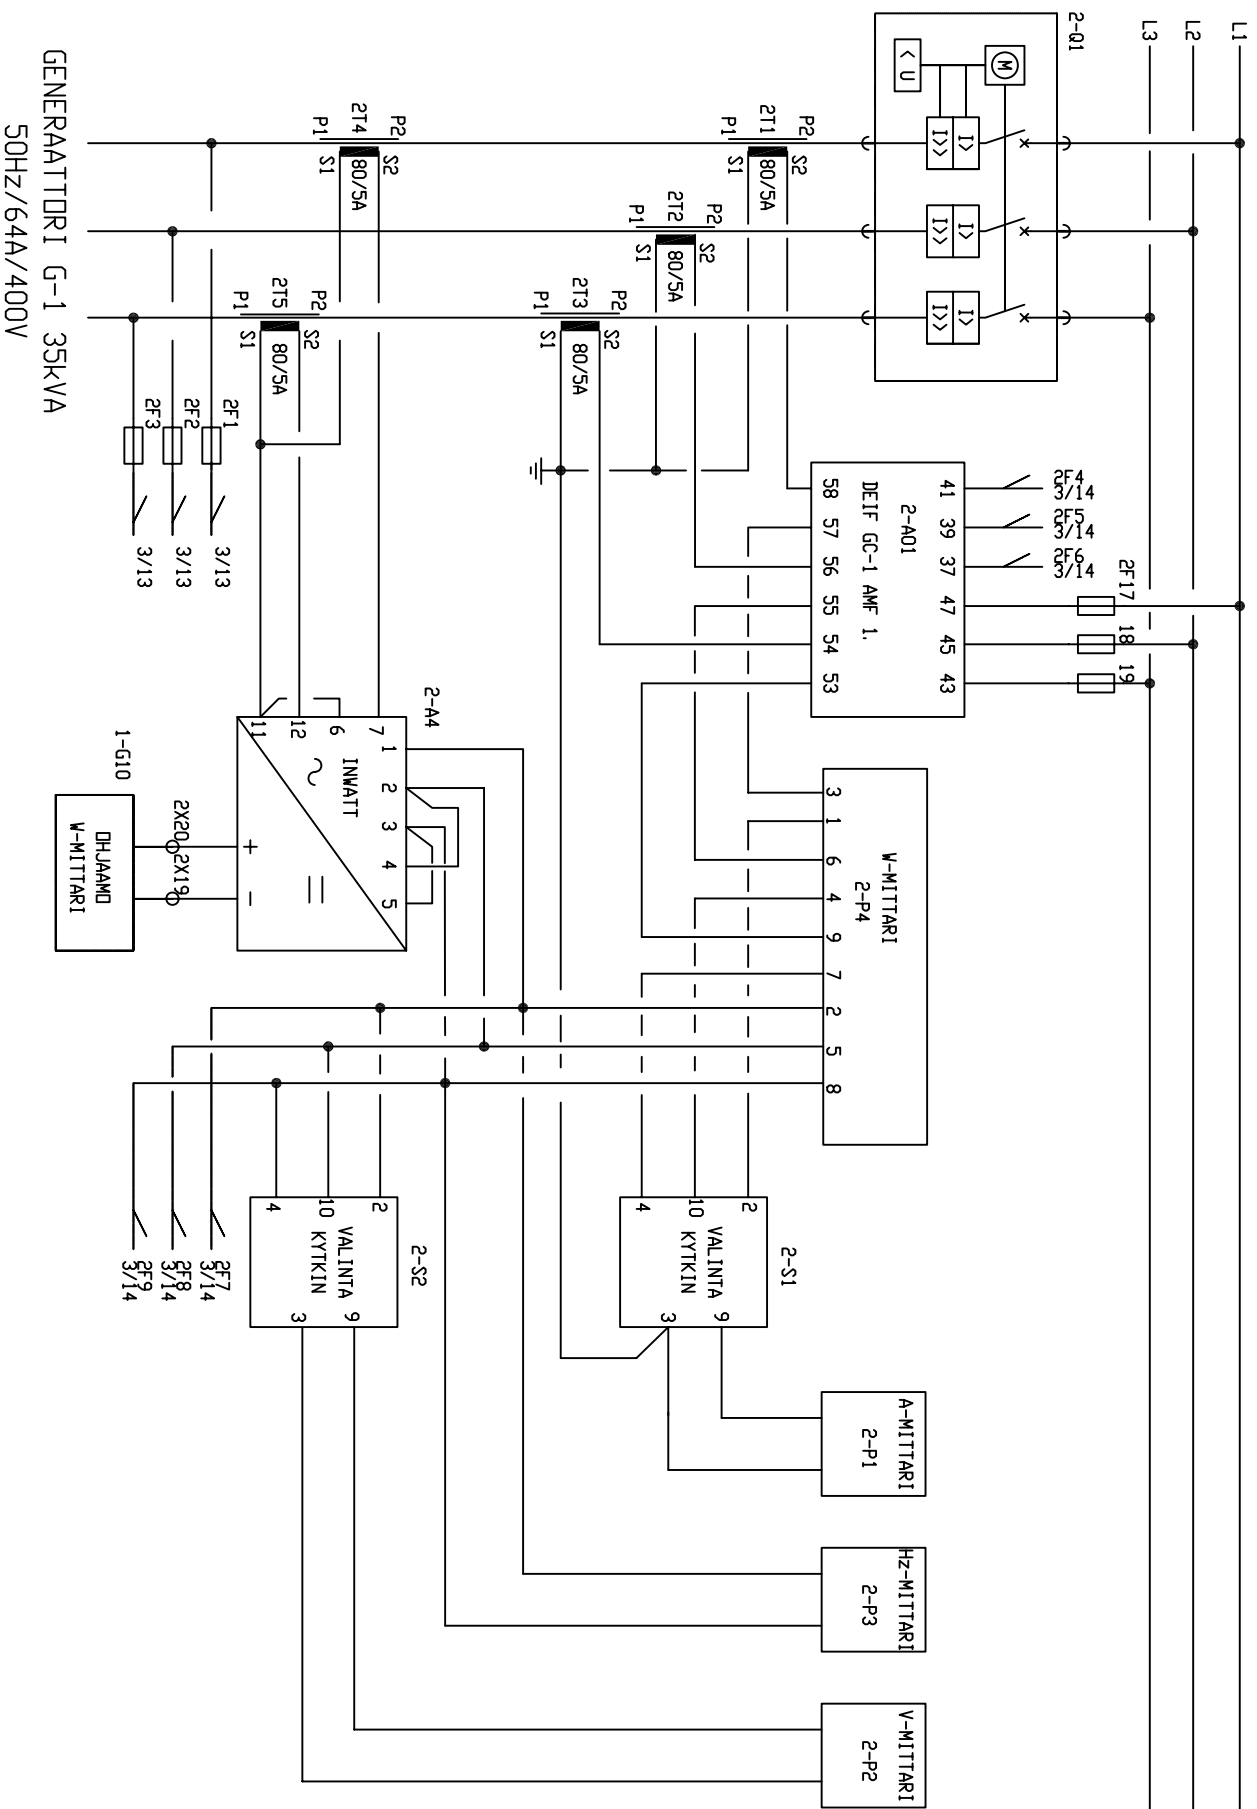 L1
L2
L3
2-Q1
M
< U
I>
I>>
I>
I>>
I>
I>>
2F4
3/14
2F5
3/14
2F6
3/14
2F17
18
19
41
39
37
47
45
43
2-A01
DEIF GC-1 AMF 1.
58
57
56
55
54
53
P2
2T1
P1
S2
S1
80/5A
P2
2T2
P1
S2
S1
80/5A
P2
2T3
P1
S2
S1
80/5A
P2
2T4
P1
S2
S1
80/5A
P2
2T5
P1
S2
S1
80/5A
W-MITTARI
2-P4
3
1
6
4
9
7
2
5
8
A-MITTARI
2-P1
Hz-MITTARI
2-P3
V-MITTARI
2-P2
2-S1
2
10
4
VALINTA
KYTKIN
9
3
2-S2
2
10
4
VALINTA
KYTKIN
9
3
2-A4
7
6
12
11
1
2
3
4
5
INWATT
+
-
2X20
2X19
1-G10
OHJAAMO
W-MITTARI
2F1
2F2
2F3
3/13
3/13
3/13
2F7
3/14
2F8
3/14
2F9
3/14
GENERAATTORI G-1 35kVA
50Hz/64A/400V